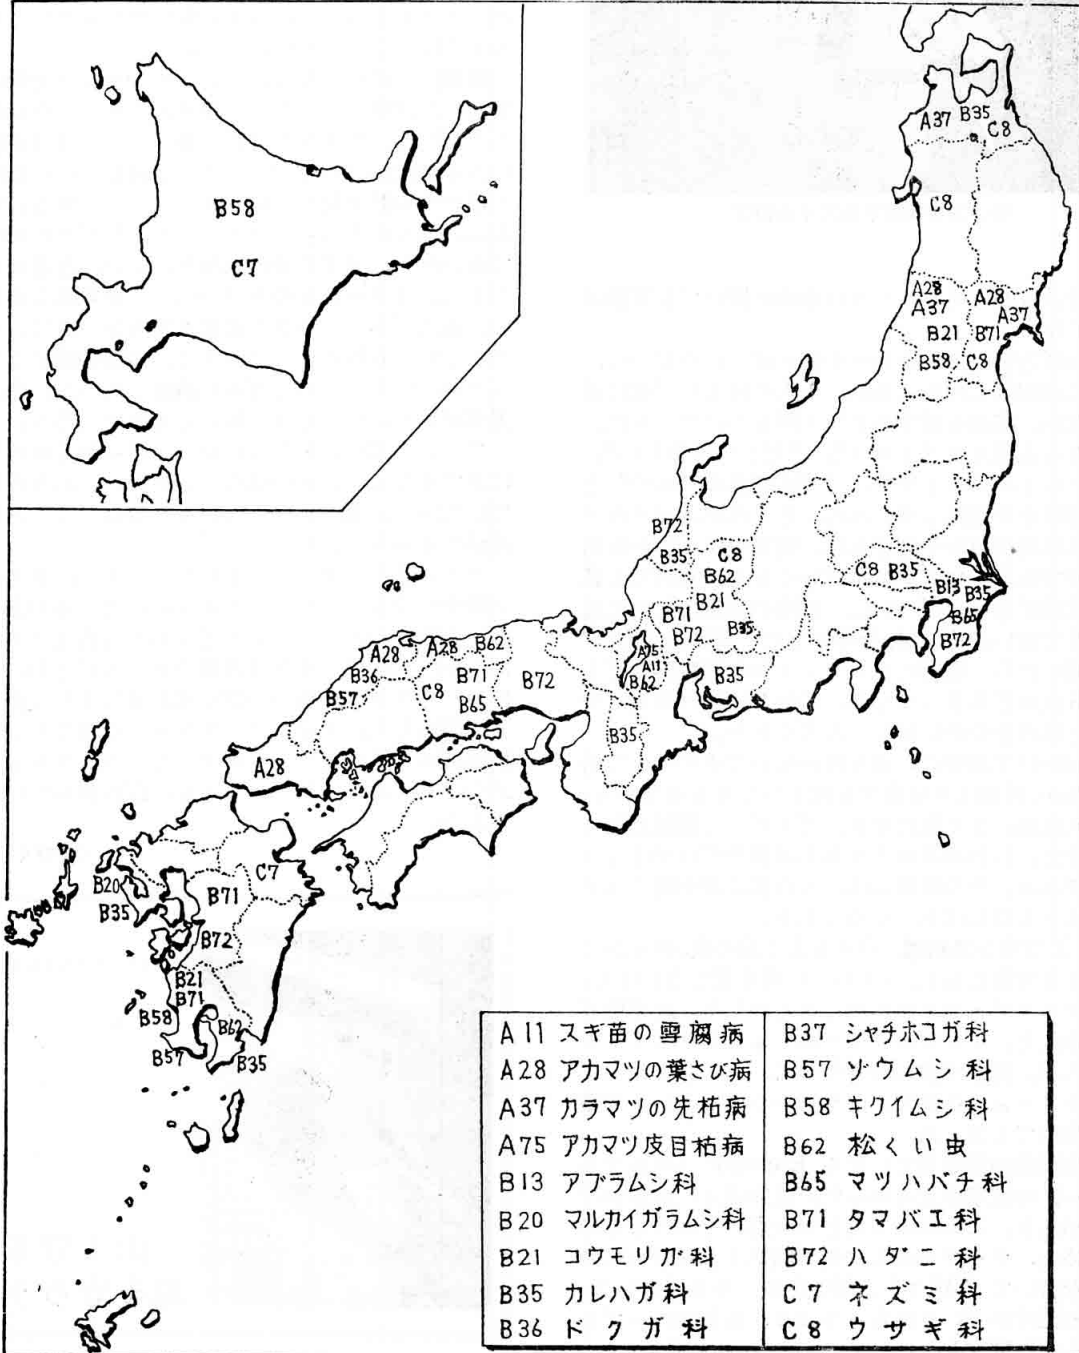 B58
C7
A37 B35
C8
C8
A28
A37
B21
B58
A28
A37
B71
C8
B72
B35
C8
B62
B21
B71
B72
B35
C8 B35
B13
B35
B65
B72
A75
A11
B62
B35
B35
A28
B36
B57
A28
B62
B71
C8
B65
B72
A28
B20
B35
C7
B71
B72
B21
B71
B58
B57
B62
B35
A11 スギ苗の雪腐病
A28 アカマツの葉さび病
A37 カラマツの先枯病
A75 アカマツ皮目枯病
B13 アブラムシ科
B20 マルカイガラムシ科
B21 コウモリガ科
B35 カレハガ科
B36 ドクガ科
B37 シャチホコガ科
B57 ゾウムシ科
B58 キクイムシ科
B62 松くい虫
B65 マツハバチ科
B71 タマバエ科
B72 ハダニ科
C7 ネズミ科
C8 ウサギ科